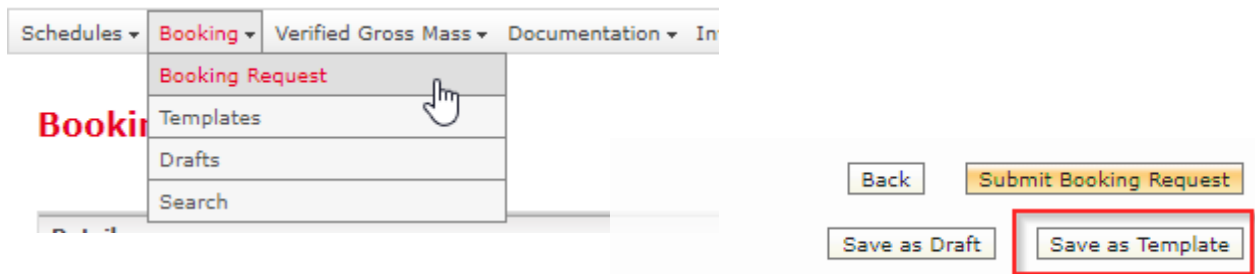 Schedules Booking Verified Gross Mass Documentation
Booking Request
Templates
Drafts
Search
Back Submit Booking Request
Save as Draft Save as Template